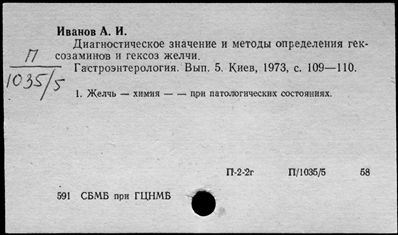 Иванов А. И.
Диагностическое значение и методы определения гек-
созаминов и гексоз желчи.
Гастроэнтерология. Вып. 5. Киев, 1973, с. 109—110.
П
1035/5
1. Желчь — химия — — при патологических состояниях.
П-2-2г П/1035/5 58
591 СБМБ при ГЦНМБ